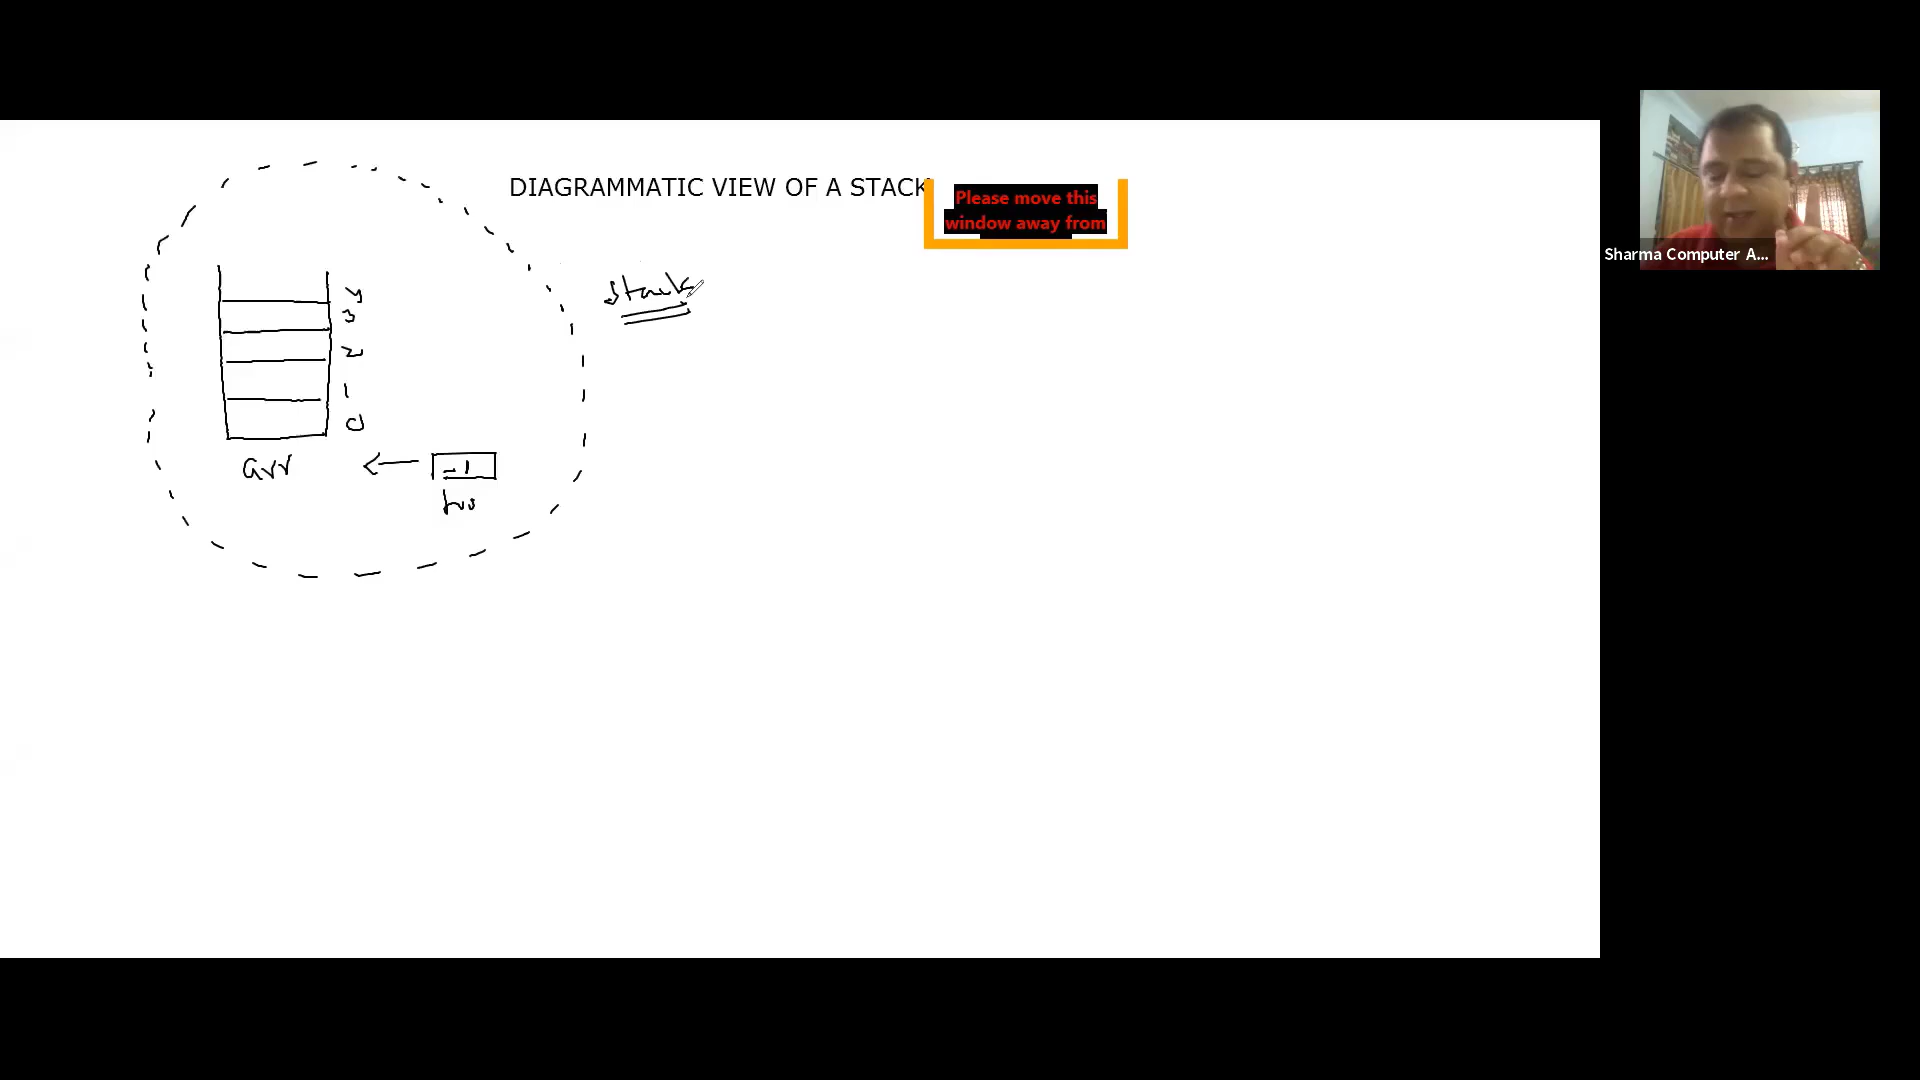 DIAGRAMMATIC VIEW OF A STACK
Please move this
window away from
Sharma Computer A...
Stack
4
3
2
1
0
arr
-1
tos